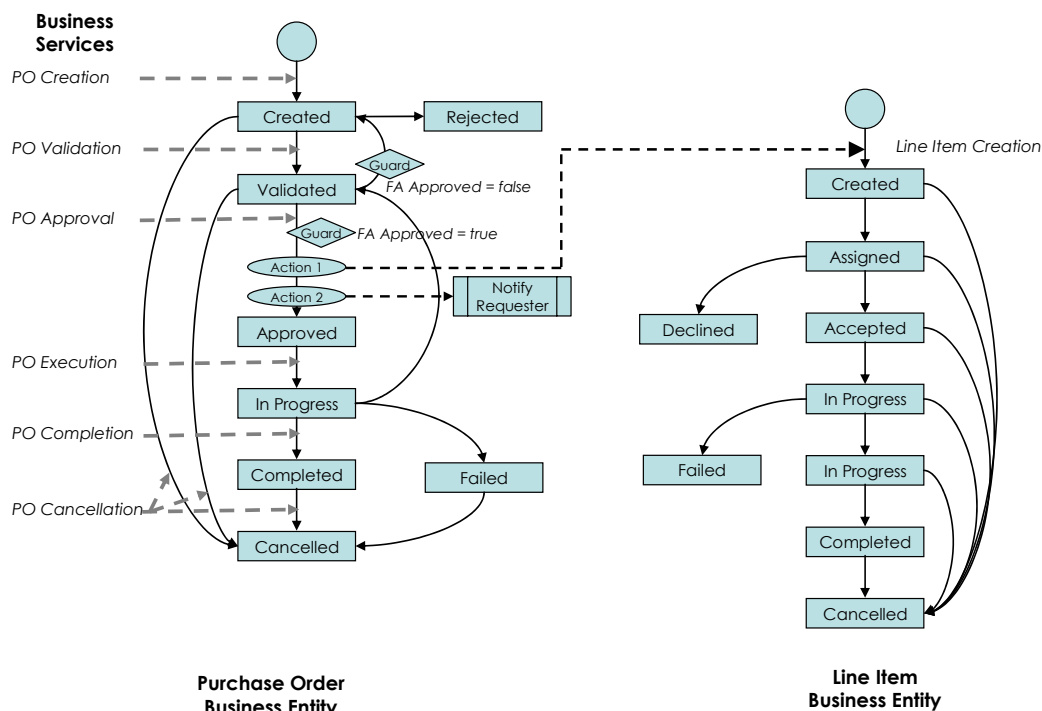 Business
Services
PO Creation
Created
Rejected
PO Validation
Guard
FA Approved = false
Validated
PO Approval
Guard
FA Approved = true
Action 1
Action 2
Notify
Requester
Approved
PO Execution
In Progress
PO Completion
Completed
Failed
PO Cancellation
Cancelled
Purchase Order
Business Entity
Line Item Creation
Created
Assigned
Declined
Accepted
In Progress
Failed
In Progress
Completed
Cancelled
Line Item
Business Entity